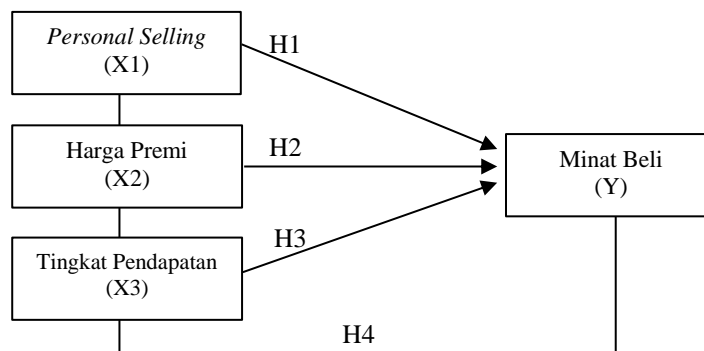 Personal Selling
(X1)
H1
Harga Premi
(X2)
H2
Minat Beli
(Y)
H3
Tingkat Pendapatan
(X3)
H4